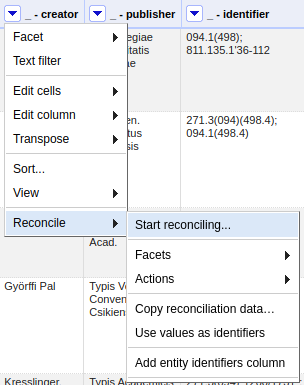 _ - creator
_ - publisher
_ - identifier
Facet
Text filter
Edit cells
Edit column
Transpose
Sort...
View
Reconcile
egiae
itatis
ae
094.1(498);
811.135.1'36-112
en.
tus
sis
271.3(094)(498.4);
094.1(498.4)
Start reconciling...
Facets
Actions
Copy reconciliation data…
Use values as identifiers
Add entity identifiers column
Acad.
Györffi Pal
Typis
Conven
Csikien
Kresslinger,